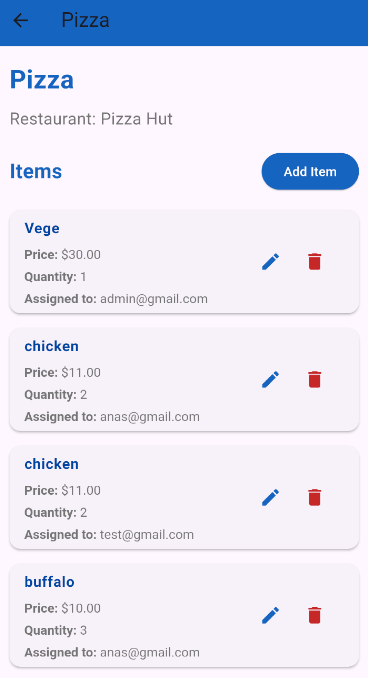 Pizza
Pizza
Restaurant: Pizza Hut
Items
Add Item
Vege
Price: $30.00
Quantity: 1
Assigned to: admin@gmail.com
chicken
Price: $11.00
Quantity: 2
Assigned to: anas@gmail.com
chicken
Price: $11.00
Quantity: 2
Assigned to: test@gmail.com
buffalo
Price: $10.00
Quantity: 3
Assigned to: anas@gmail.com